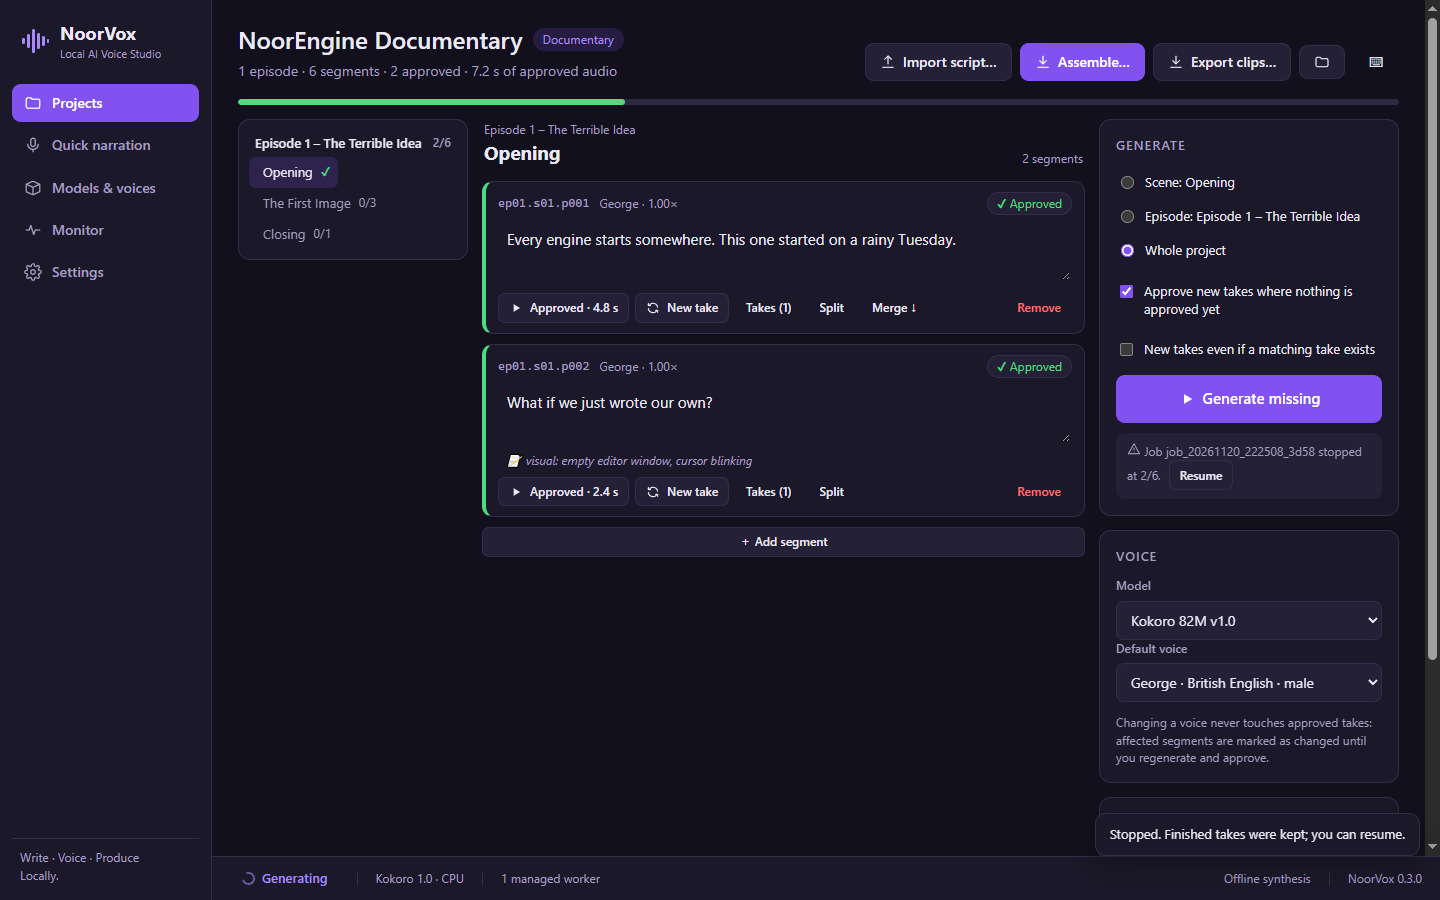 NoorVox
Local AI Voice Studio
Projects
Quick narration
Models & voices
Monitor
Settings
Write · Voice · Produce
Locally.
NoorEngine Documentary
Documentary
1 episode · 6 segments · 2 approved · 7.2 s of approved audio
Import script...
Assemble...
Export clips...
Episode 1 – The Terrible Idea 2/6
Opening ✓
The First Image 0/3
Closing 0/1
Episode 1 – The Terrible Idea
Opening
2 segments
ep01.s01.p001 George · 1.00×
✓ Approved
Every engine starts somewhere. This one started on a rainy Tuesday.
Approved · 4.8 s
New take
Takes (1)
Split
Merge ↓
Remove
ep01.s01.p002 George · 1.00×
✓ Approved
What if we just wrote our own?
📝 visual: empty editor window, cursor blinking
Approved · 2.4 s
New take
Takes (1)
Split
Remove
+ Add segment
GENERATE
Scene: Opening
Episode: Episode 1 – The Terrible Idea
Whole project
Approve new takes where nothing is
approved yet
New takes even if a matching take exists
Generate missing
⚠ Job job_20261120_222508_3d58 stopped
at 2/6. Resume
VOICE
Model
Kokoro 82M v1.0
Default voice
George · British English · male
Changing a voice never touches approved takes:
affected segments are marked as changed until
you regenerate and approve.
Stopped. Finished takes were kept; you can resume.
Generating
Kokoro 1.0 · CPU
1 managed worker
Offline synthesis
NoorVox 0.3.0